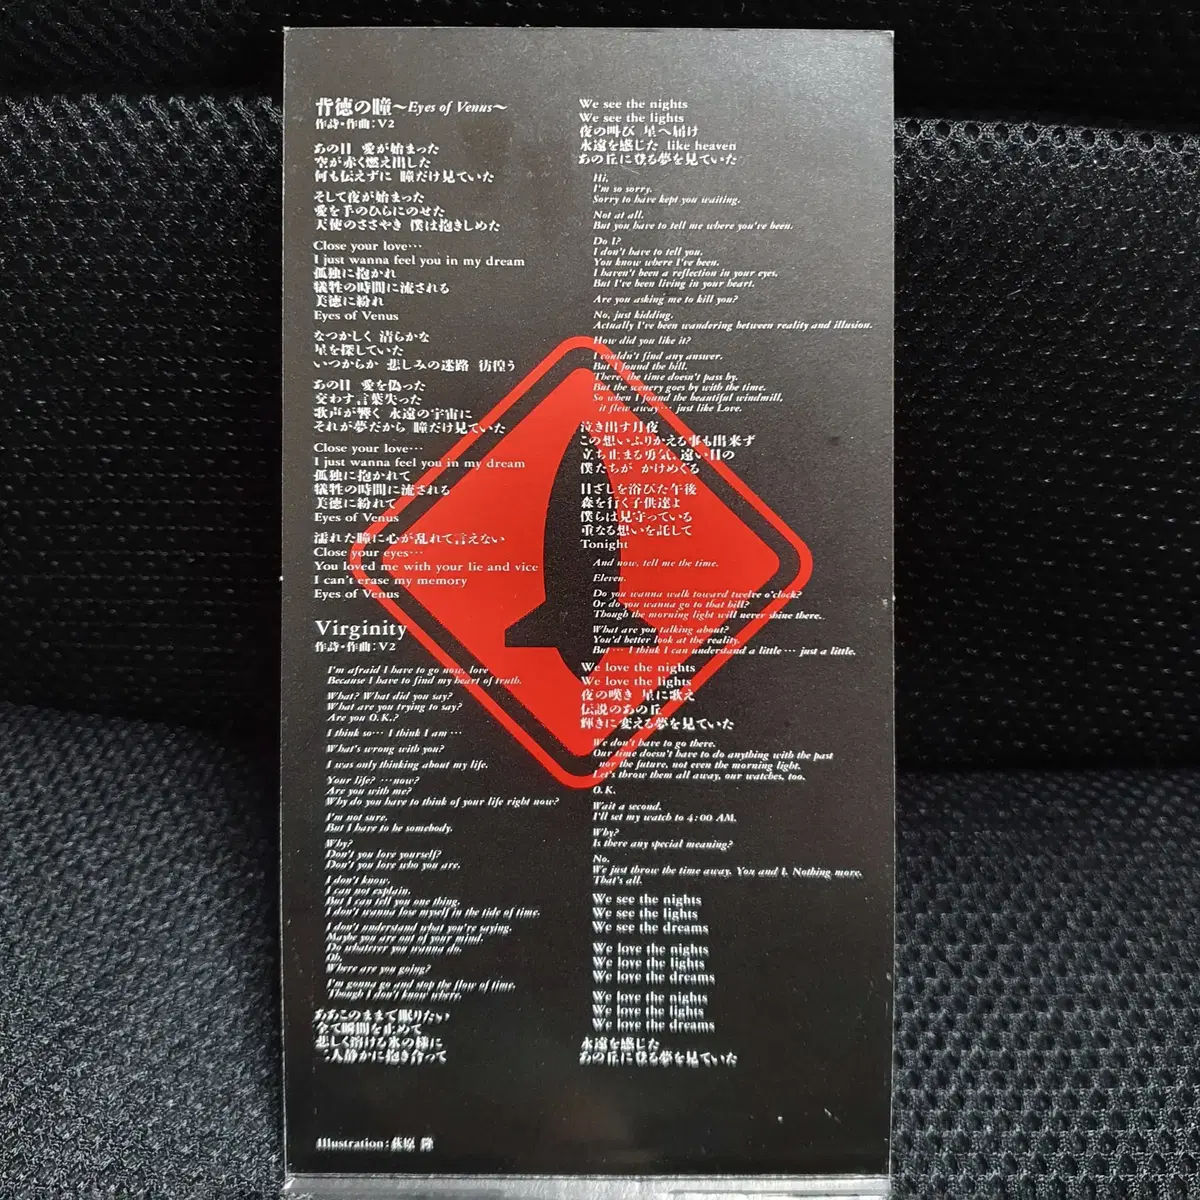 背徳の瞳～Eyes of Venus～
作詩・作曲：V2
あの日 愛が始まった
空が赤く燃え出した
何も伝えずに 瞳だけ見ていた
そして夜が始まった
愛を手のひらにのせた
天使のささやき 僕は抱きしめた
Close your love…
I just wanna feel you in my dream
孤独に抱かれ
犠牲の時間に流される
美徳に紛れ
Eyes of Venus
なつかしく 清らかな
星を探していた
いつからか 悲しみの迷路 彷徨う
あの日 愛を偽った
交わす言葉失った
歌声が響く 永遠の宇宙に
それが夢だから 瞳だけ見ていた
Close your love…
I just wanna feel you in my dream
孤独に抱かれて
犠牲の時間に流される
美徳に紛れて
Eyes of Venus
濡れた瞳に心が乱れて言えない
Close your eyes…
You loved me with your lie and vice
I can't erase my memory
Eyes of Venus
Virginity
作詩・作曲：V2
I'm afraid I have to go now, love
Because I have to find my heart of truth.
What? What did you say?
What are you trying to say?
Are you O.K.?
I think so… I think I am…
What's wrong with you?
I was only thinking about my life.
Your life? …now?
Are you with me?
Why do you have to think of your life right now?
I'm not sure.
But I have to be somebody.
Why?
Don't you love yourself?
Don't you love who you are.
I don't know.
I can not explain.
But I can tell you one thing.
I don't wanna lose myself in the tide of time.
I don't understand what you're saying.
Maybe you are out of your mind.
Do whatever you wanna do.
Oh,
Where are you going?
I'm gonna go and stop the flow of time.
Though I don't know where.
ああこのままで眠りたい
全て瞬間を止めて
悲しく溶ける氷の様に
二人静かに抱き合って
We see the nights
We see the lights
夜の叫び 星へ届け
永遠を感じた like heaven
あの丘に登る夢を見ていた
Hi,
I'm so sorry.
Sorry to have kept you waiting.
Not at all.
But you have to tell me where you've been.
Do I?
I don't have to tell you.
You know where I've been.
I haven't been a reflection in your eyes.
But I've been living in your heart.
Are you asking me to kill you?
No, just kidding.
Actually I've been wandering between reality and illusion.
How did you like it?
I couldn't find any answer.
But I found the hill.
There, the time doesn't pass by.
But the scenery goes by with the time.
So when I found the beautiful windmill,
it flew away… just like Love.
泣き出す月夜
この想いふりかえる事も出来ず
立ち止まる勇気、遠い日の
僕たちが かけめぐる
日ざしを浴びた午後
森を行く子供達よ
僕らは見守っている
重なる想いを託して
Tonight
And now, tell me the time.
Eleven.
Do you wanna walk toward twelve o'clock?
Or do you wanna go to that hill?
Though the morning light will never shine there.
What are you talking about?
You'd better look at the reality.
But … I think I can understand a little… just a little.
We love the nights
We love the lights
夜の嘆き 星に歌え
伝説のあの丘
輝きに変える夢を見ていた
We don't have to go there.
Our time doesn't have to do anything with the past
nor the future, not even the morning light.
Let's throw them all away, our watches, too.
O.K.
Wait a second.
I'll set my watch to 4:00 AM.
Why?
Is there any special meaning?
No.
We just throw the time away. You and I. Nothing more.
That's all.
We see the nights
We see the lights
We see the dreams
We love the nights
We love the lights
We love the dreams
We love the nights
We love the lights
We love the dreams
永遠を感じた
あの丘に登る夢を見ていた
Illustration：萩原 隆